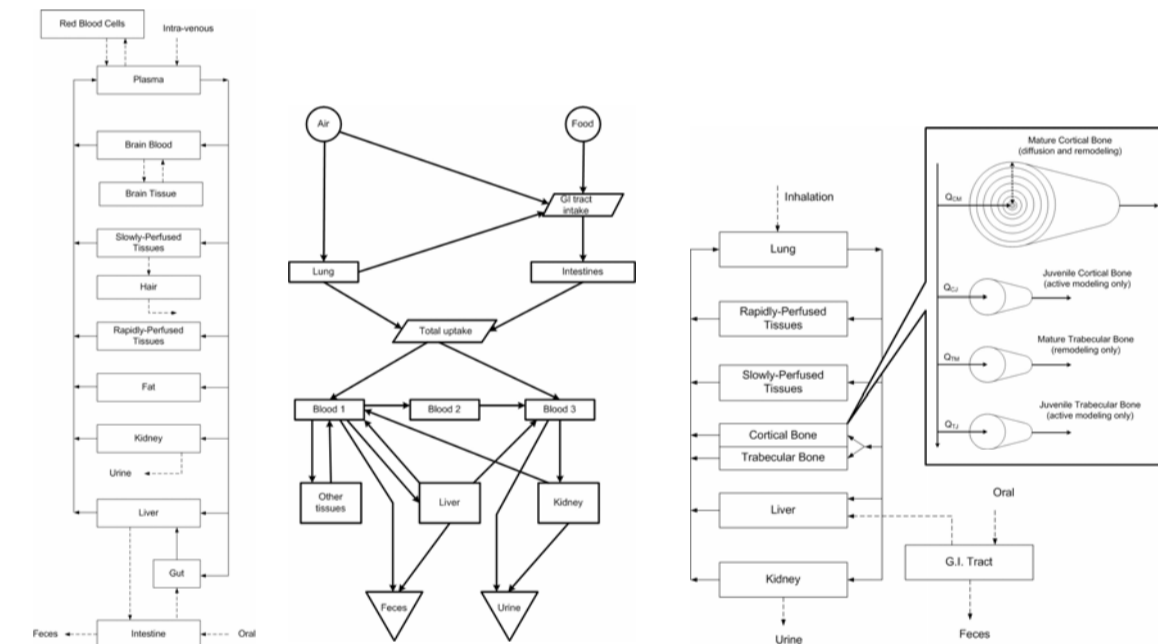 Red Blood Cells
Intra-venous
Plasma
Brain Blood
Brain Tissue
Slowly-Perfused
Tissues
Hair
Rapidly-Perfused
Tissues
Fat
Kidney
Urine
Liver
Gut
Feces
Intestine
Oral
Air
Food
GI tract
intake
Lung
Intestines
Total uptake
Blood 1
Blood 2
Blood 3
Other
tissues
Liver
Kidney
Feces
Urine
Inhalation
Lung
Rapidly-Perfused
Tissues
Slowly-Perfused
Tissues
Cortical Bone
Trabecular Bone
Liver
Kidney
Urine
Oral
G.I. Tract
Feces
Mature Cortical Bone
(diffusion and remodeling)
QCM
Juvenile Cortical Bone
(active modeling only)
QCJ
Mature Trabecular Bone
(remodeling only)
QTM
Juvenile Trabecular Bone
(active modeling only)
QTJ